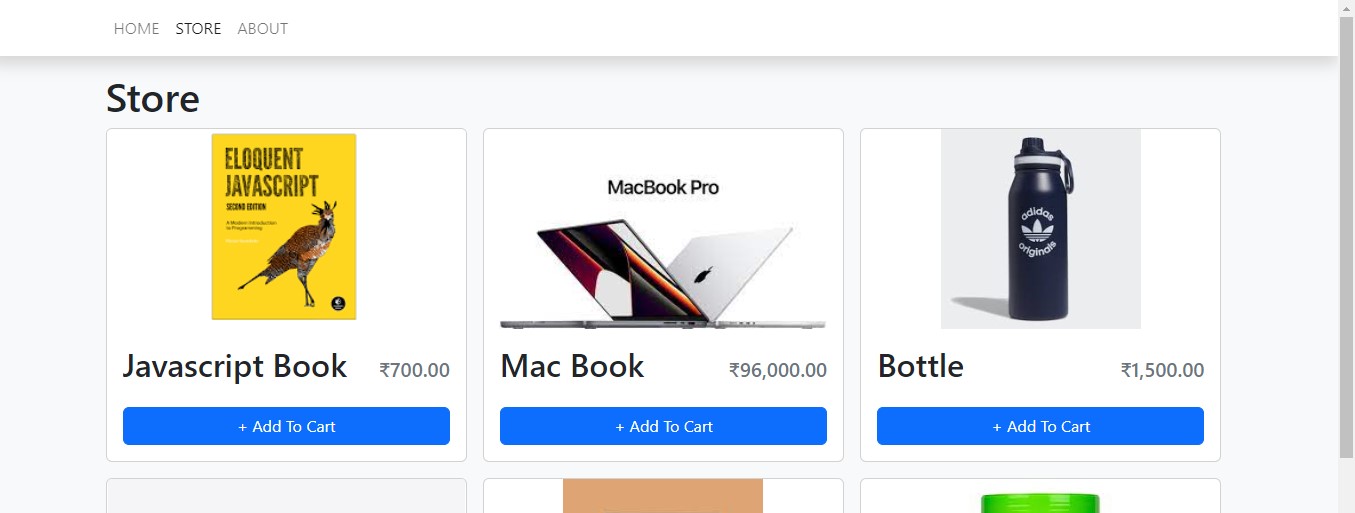 HOME STORE ABOUT
Store
ELOQUENT
JAVASCRIPT
SECOND EDITION
A Modern Introduction
to Programming
MacBook Pro
adidas
originals
Javascript Book ₹700.00
Mac Book ₹96,000.00
Bottle ₹1,500.00
+ Add To Cart
+ Add To Cart
+ Add To Cart